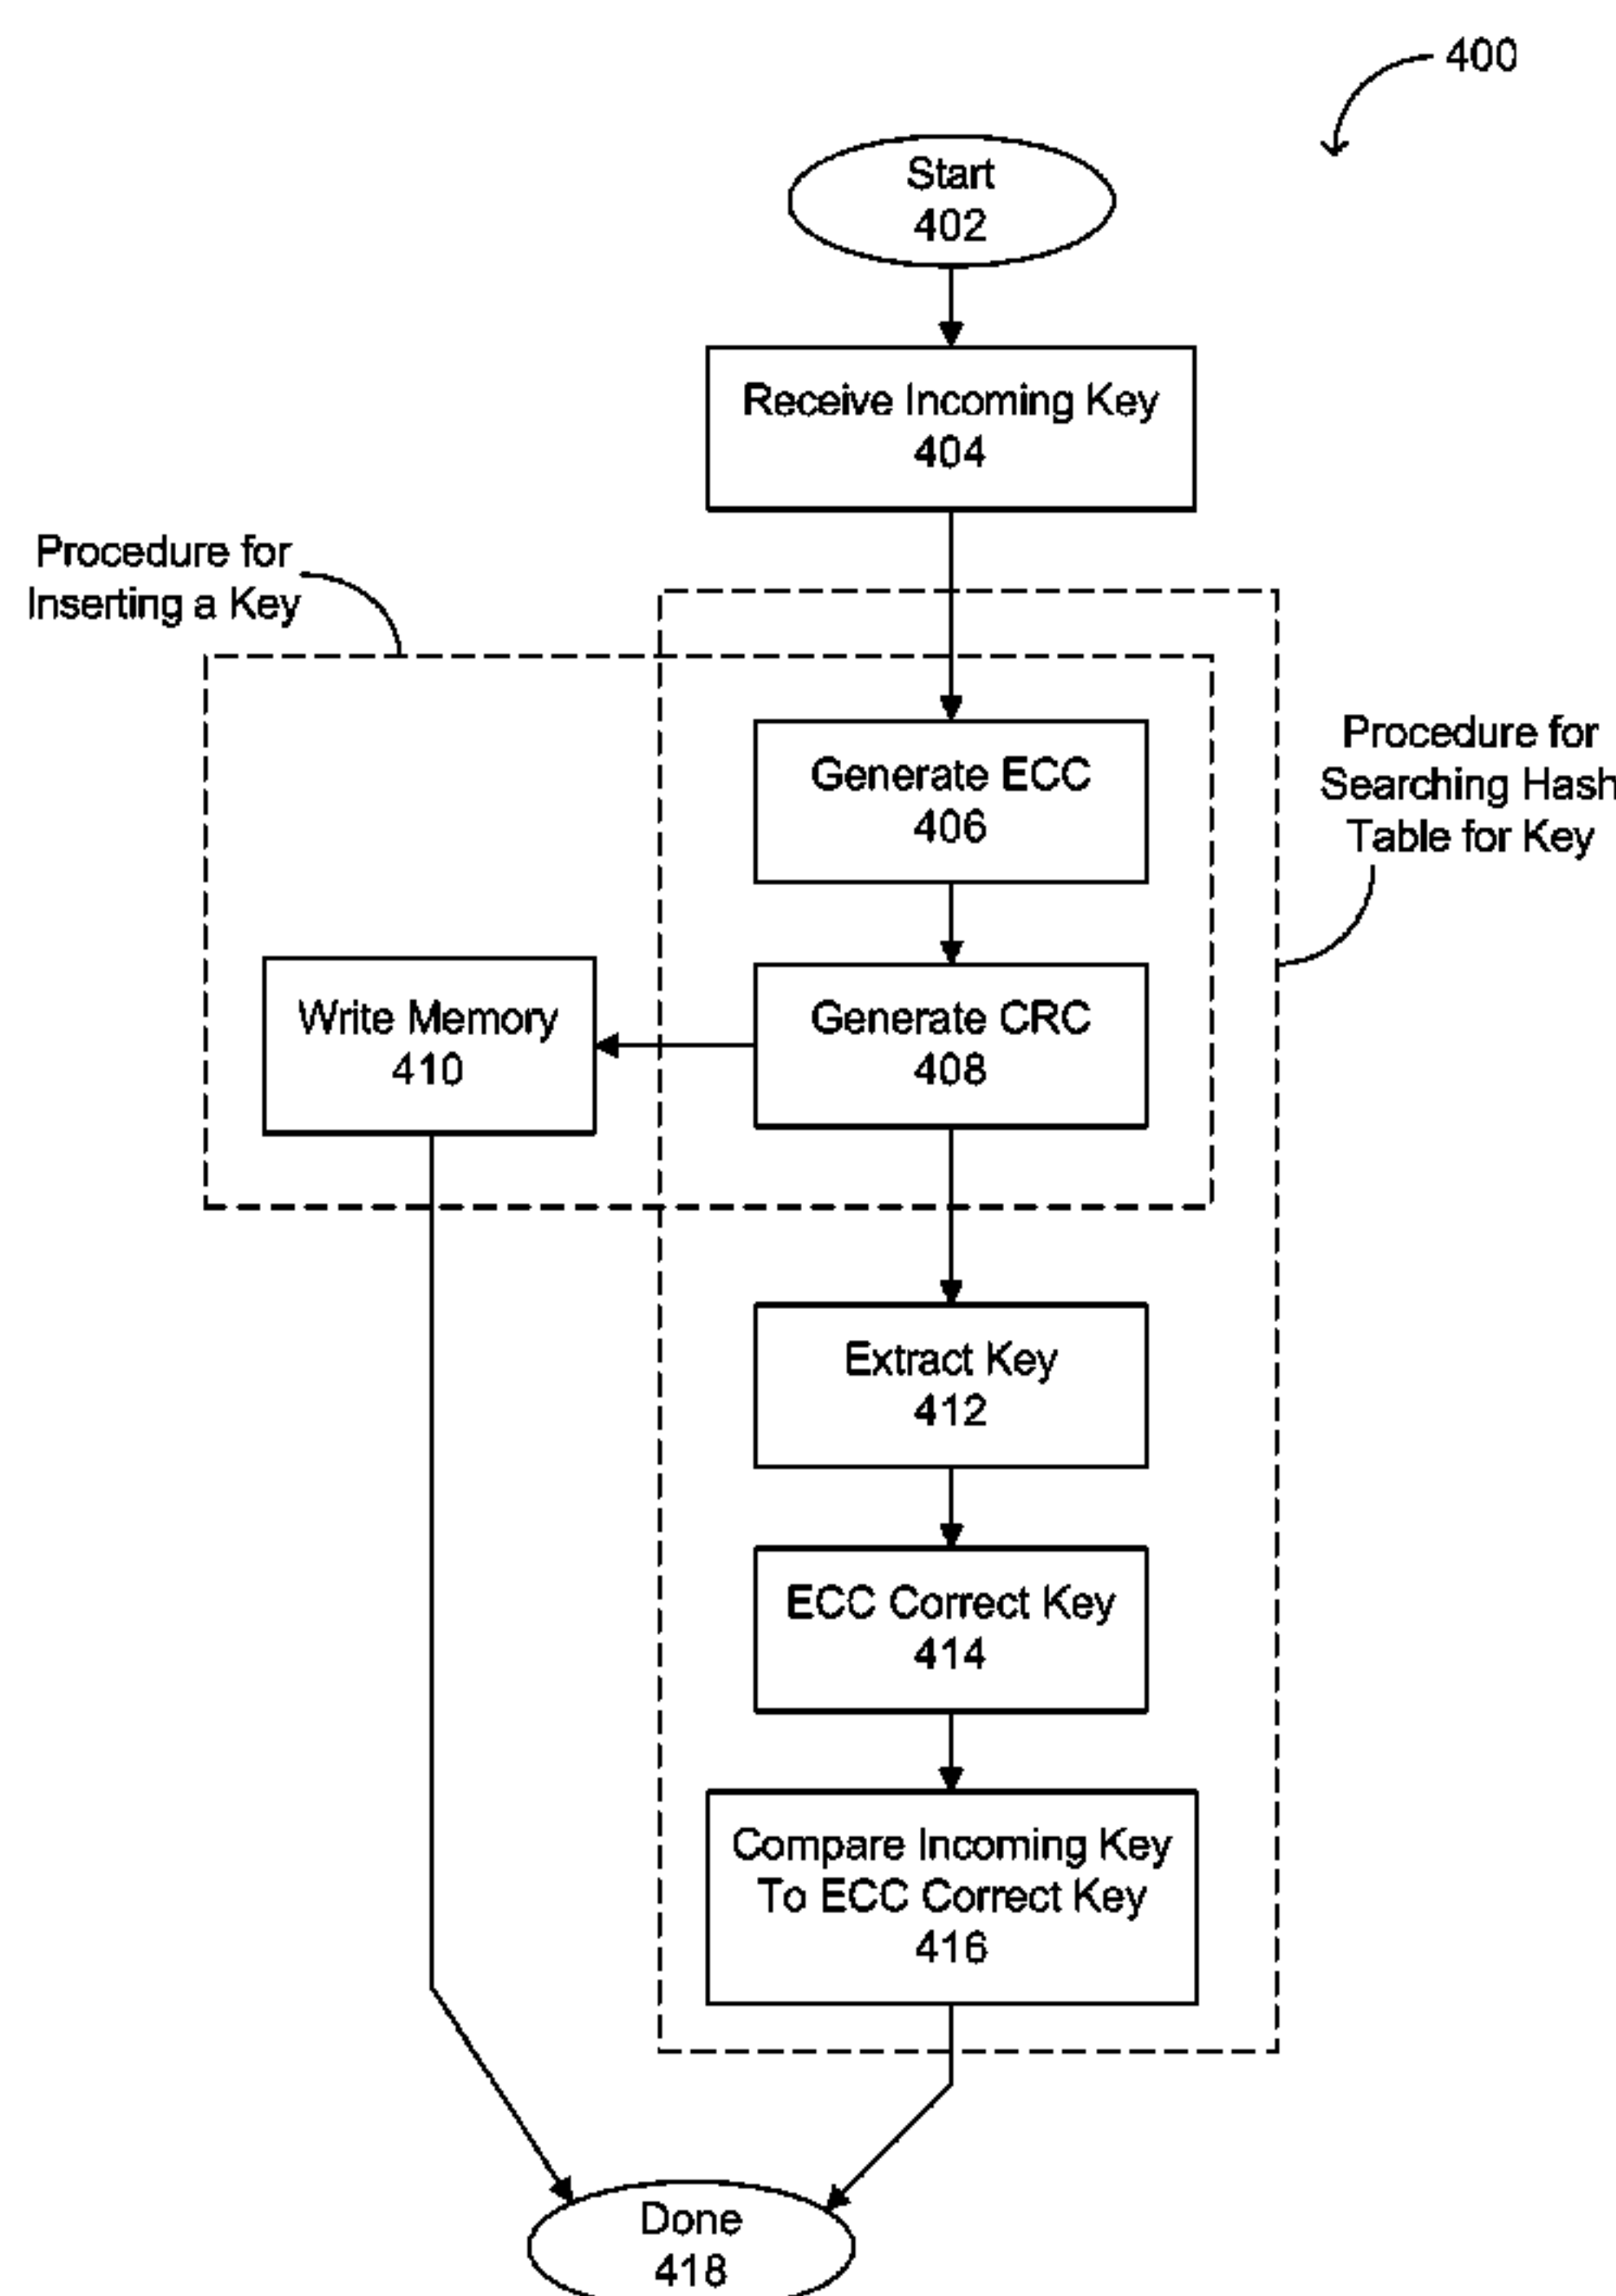 400
Start
402
Receive Incoming Key
404
Procedure for
Inserting a Key
Generate ECC
406
Procedure for
Searching Hash
Table for Key
Write Memory
410
Generate CRC
408
Extract Key
412
ECC Correct Key
414
Compare Incoming Key
To ECC Correct Key
416
Done
418